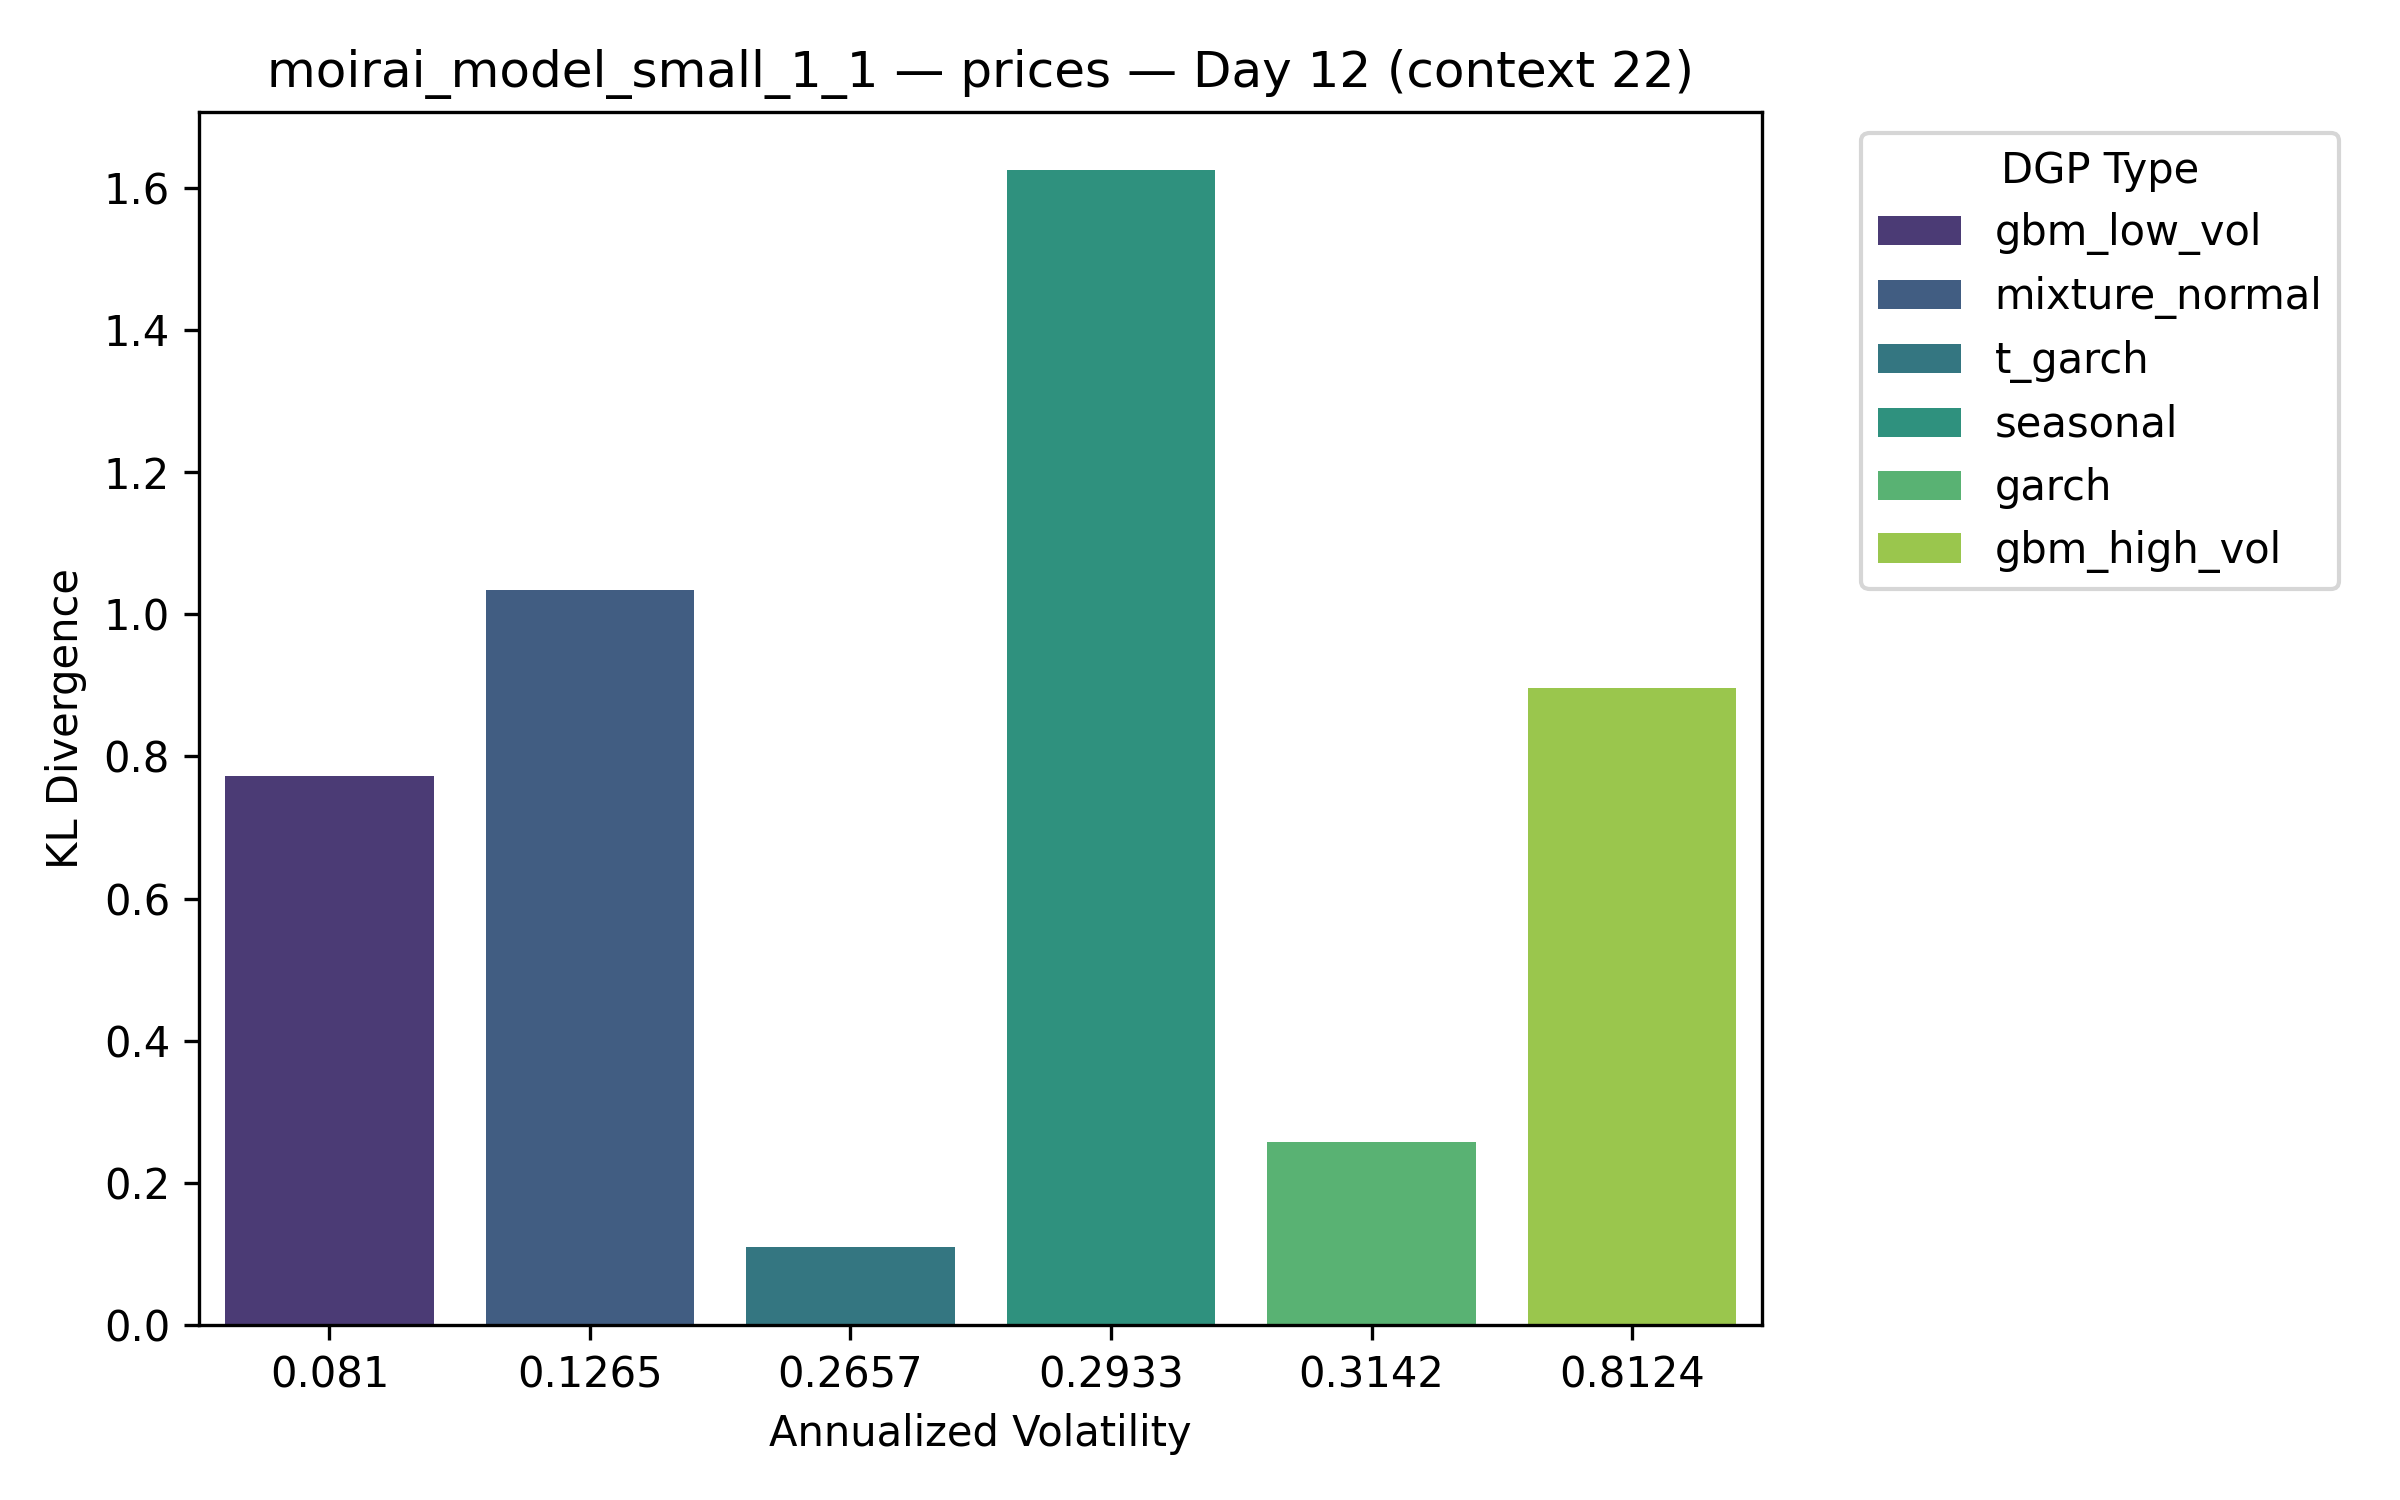 moirai_model_small_1_1 — prices — Day 12 (context 22)
KL Divergence
1.6
1.4
1.2
1.0
0.8
0.6
0.4
0.2
0.0
0.081 0.1265 0.2657 0.2933 0.3142 0.8124
Annualized Volatility
DGP Type
gbm_low_vol
mixture_normal
t_garch
seasonal
garch
gbm_high_vol